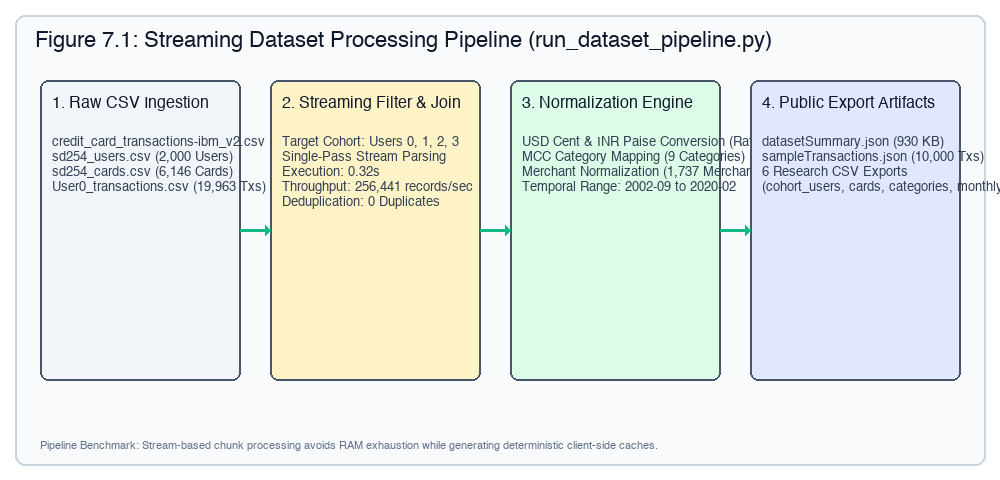 Figure 7.1: Streaming Dataset Processing Pipeline (run_dataset_pipeline.py)
1. Raw CSV Ingestion
credit_card_transactions-ibm_v2.csv
sd254_users.csv (2,000 Users)
sd254_cards.csv (6,146 Cards)
User0_transactions.csv (19,963 Txs)
2. Streaming Filter & Join
Target Cohort: Users 0, 1, 2, 3
Single-Pass Stream Parsing
Execution: 0.32s
Throughput: 256,441 records/sec
Deduplication: 0 Duplicates
3. Normalization Engine
USD Cent & INR Paise Conversion
MCC Category Mapping (9 Categories)
Merchant Normalization (1,737
Temporal Range: 2002-09 to 2020-02
4. Public Export Artifacts
datasetSummary.json (930 KB)
sampleTransactions.json (10,000 Txs)
6 Research CSV Exports
(cohort_users, cards, categories, monthly
Pipeline Benchmark: Stream-based chunk processing avoids RAM exhaustion while generating deterministic client-side caches.